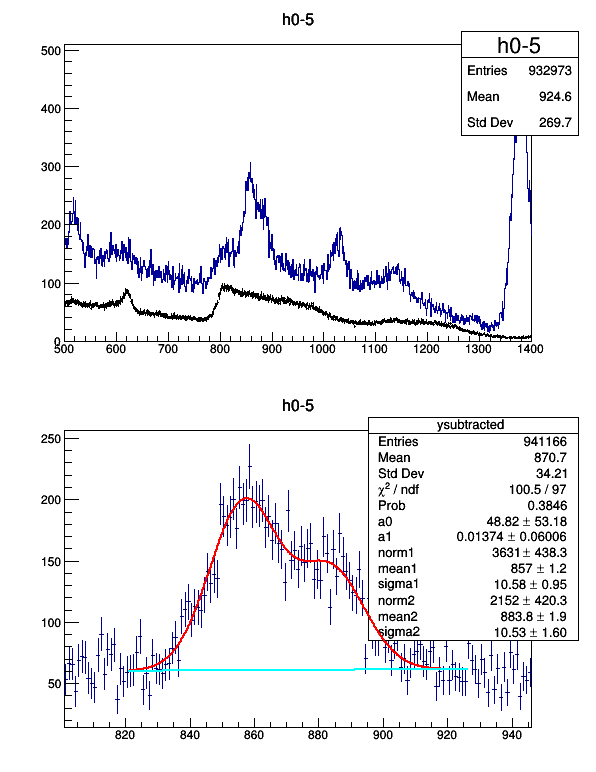 h0-5
h0-5
Entries 932973
Mean 924.6
Std Dev 269.7
500
400
300
200
100
0
500 600 700 800 900 1000 1100 1200 1300 1400
h0-5
ysubtracted
Entries 941166
Mean 870.7
Std Dev 34.21
χ² / ndf 100.5 / 97
Prob 0.3846
a0 48.82 ± 53.18
a1 0.01374 ± 0.06006
norm1 3631 ± 438.3
mean1 857 ± 1.2
sigma1 10.58 ± 0.95
norm2 2152 ± 420.3
mean2 883.8 ± 1.9
sigma2 10.53 ± 1.60
250
200
150
100
50
820 840 860 880 900 920 940